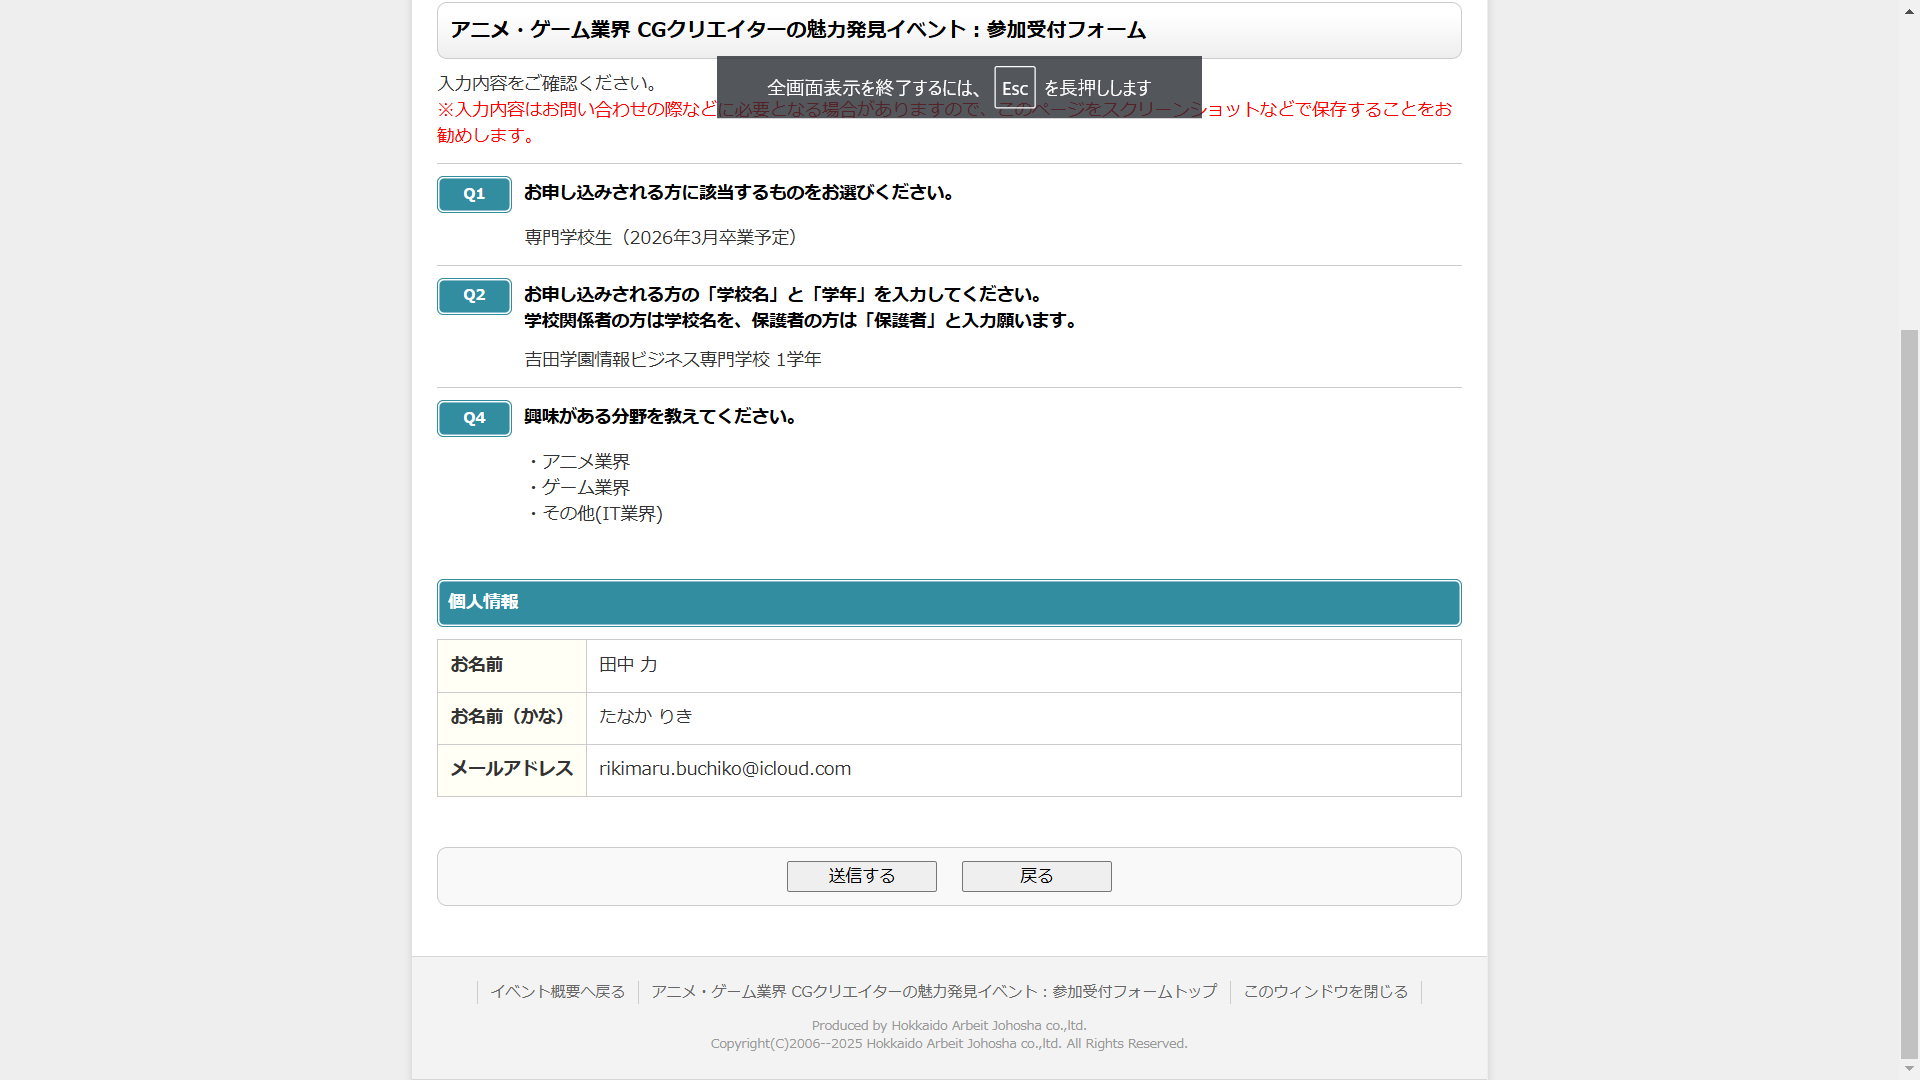 アニメ・ゲーム業界 CGクリエイターの魅力発見イベント：参加受付フォーム
入力内容をご確認ください。
全画面表示を終了するには、 Esc を長押しします
※入力内容はお問い合わせの際などに必要となる場合がありますので、このページをスクリーンショットなどで保存することをお
勧めします。
Q1 お申し込みされる方に該当するものをお選びください。
専門学校生（2026年3月卒業予定）
Q2 お申し込みされる方の「学校名」と「学年」を入力してください。
学校関係者の方は学校名を、保護者の方は「保護者」と入力願います。
吉田学園情報ビジネス専門学校 1学年
Q4 興味がある分野を教えてください。
・アニメ業界
・ゲーム業界
・その他(IT業界)
個人情報
お名前 田中 力
お名前（かな） たなか りき
メールアドレス rikimaru.buchiko@icloud.com
送信する 戻る
イベント概要へ戻る アニメ・ゲーム業界 CGクリエイターの魅力発見イベント：参加受付フォームトップ このウィンドウを閉じる
Produced by Hokkaido Arbeit Johosha co.,ltd.
Copyright(C)2006--2025 Hokkaido Arbeit Johosha co.,ltd. All Rights Reserved.